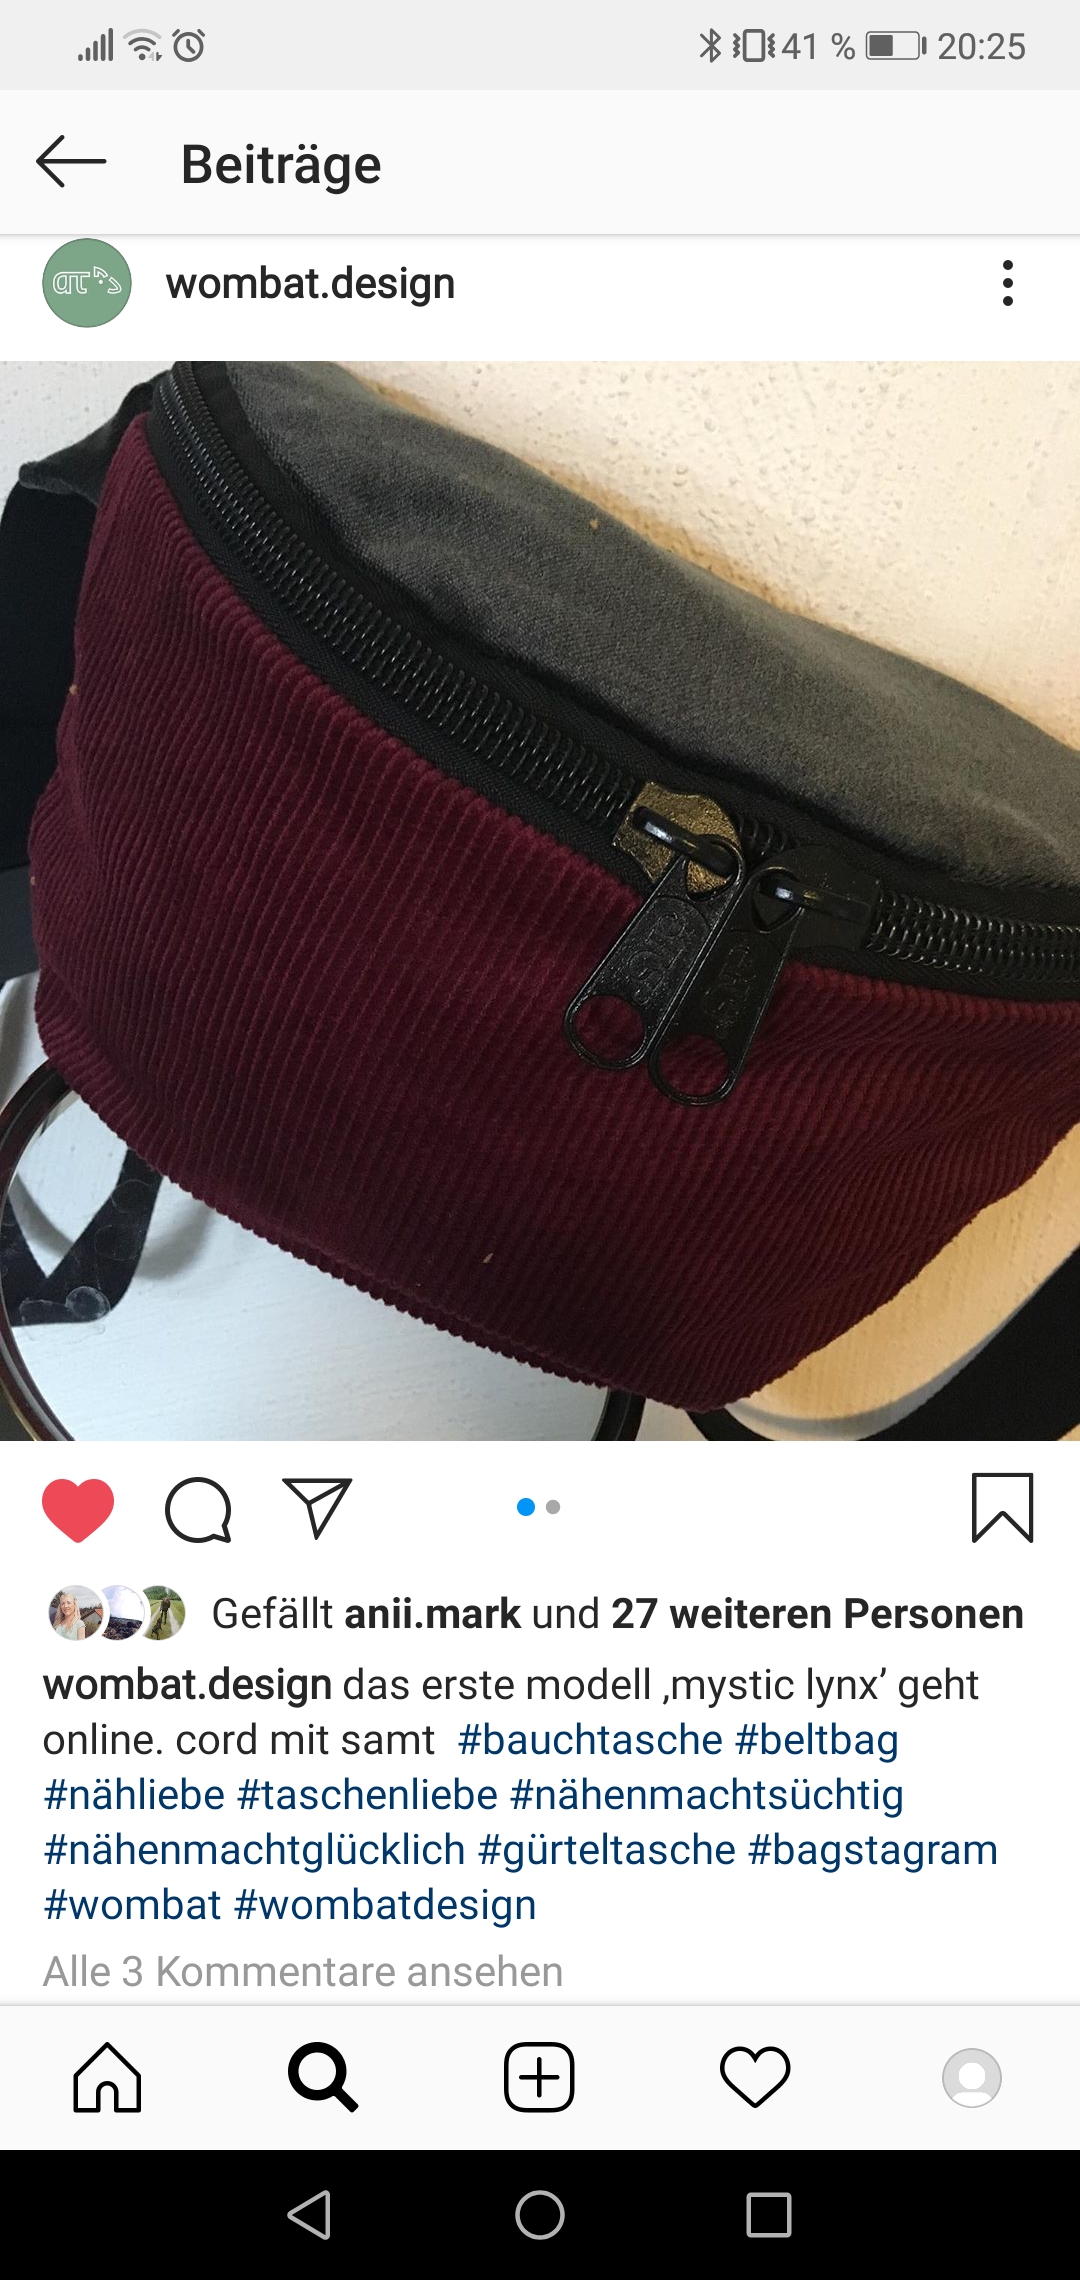 41 % 20:25
Beiträge
wombat.design
Gefällt anii.mark und 27 weiteren Personen
wombat.design das erste modell ‚mystic lynx’ geht
online. cord mit samt #bauchtasche #beltbag
#nähliebe #taschenliebe #nähenmachtsüchtig
#nähenmachtglücklich #gürteltasche #bagstagram
#wombat #wombatdesign
Alle 3 Kommentare ansehen